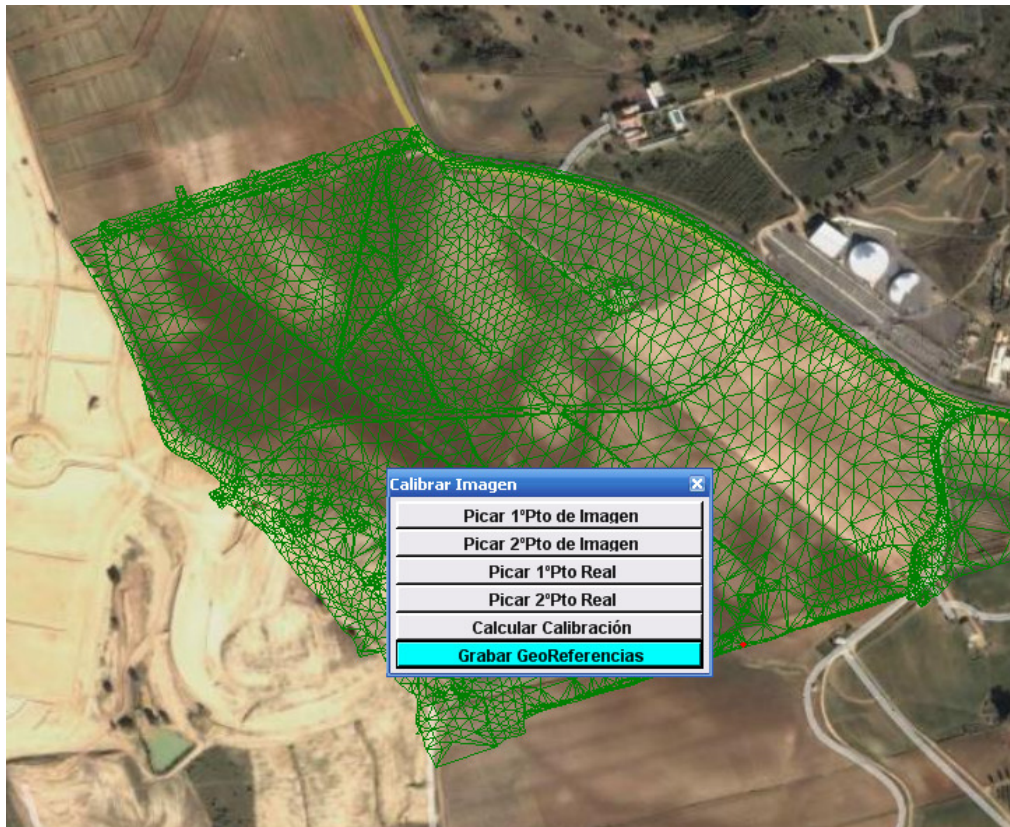 Calibrar Imagen
Picar 1ºPto de Imagen
Picar 2ºPto de Imagen
Picar 1ºPto Real
Picar 2ºPto Real
Calcular Calibración
Grabar GeoReferencias